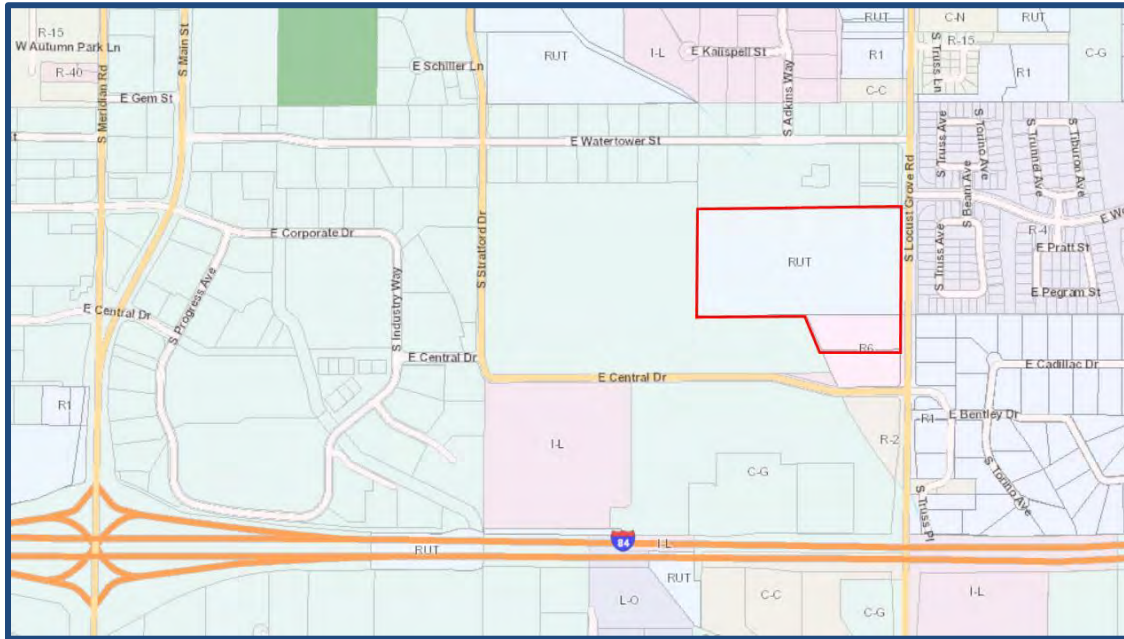 R-15
W Autumn Park Ln
R-40
E Gem St
S Meridian Rd
S Main St
E Schiller Ln
RUT
I-L
E Kalispell St
S Adkins Way
RUT
R1
C-C
C-N
RUT
R-15
S Truss Ln
R1
C-G
E Watertower St
S Locust Grove Rd
S Truss Ave
S Torino Ave
S Beam Ave
S Tiburon Ave
R-4
E Pratt St
E Pegram St
S Truss Ave
E Corporate Dr
S Progress Ave
S Industry Way
S Stratford Dr
RUT
R6
E Central Dr
E Central Dr
E Central Dr
E Cadillac Dr
R1
E Bentley Dr
R1
R-2
I-L
C-G
S Torino Ave
S Truss Pl
RUT
84
I-L
RUT
L-O
C-C
C-G
I-L